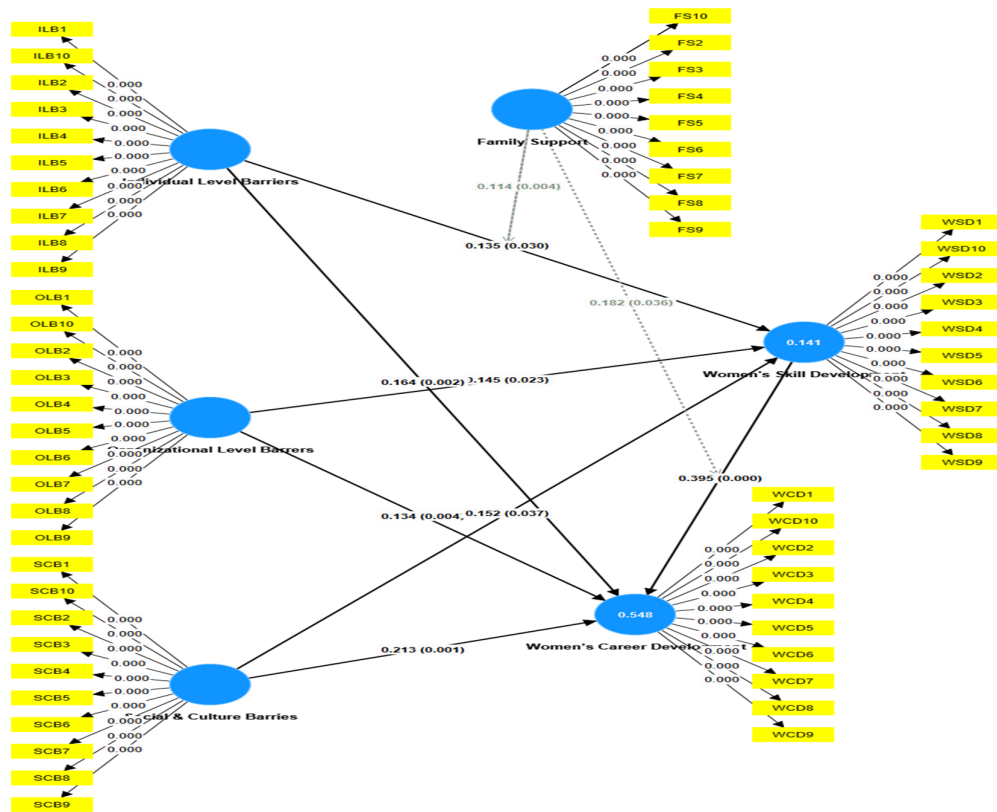 ILB1
ILB10
ILB2
ILB3
ILB4
ILB5
ILB6
ILB7
ILB8
ILB9
0.000
0.000
0.000
0.000
0.000
0.000
0.000
0.000
0.000
0.000
Individual Level Barriers
FS10
FS2
FS3
FS4
FS5
FS6
FS7
FS8
FS9
0.000
0.000
0.000
0.000
0.000
0.000
0.000
0.000
0.000
Family Support
0.114 (0.004)
0.135 (0.030)
0.182 (0.036)
OLB1
OLB10
OLB2
OLB3
OLB4
OLB5
OLB6
OLB7
OLB8
OLB9
0.000
0.000
0.000
0.000
0.000
0.000
0.000
0.000
0.000
0.000
Organizational Level Barrers
0.164 (0.002)
0.145 (0.023)
WSD1
WSD10
WSD2
WSD3
WSD4
WSD5
WSD6
WSD7
WSD8
WSD9
0.000
0.000
0.000
0.000
0.000
0.000
0.000
0.000
0.000
0.000
0.141
Women's Skill Development
0.395 (0.000)
0.134 (0.004)
0.152 (0.037)
SCB1
SCB10
SCB2
SCB3
SCB4
SCB5
SCB6
SCB7
SCB8
SCB9
0.000
0.000
0.000
0.000
0.000
0.000
0.000
0.000
0.000
0.000
Social & Culture Barries
0.213 (0.001)
WCD1
WCD10
WCD2
WCD3
WCD4
WCD5
WCD6
WCD7
WCD8
WCD9
0.000
0.000
0.000
0.000
0.000
0.000
0.000
0.000
0.000
0.000
0.548
Women's Career Development